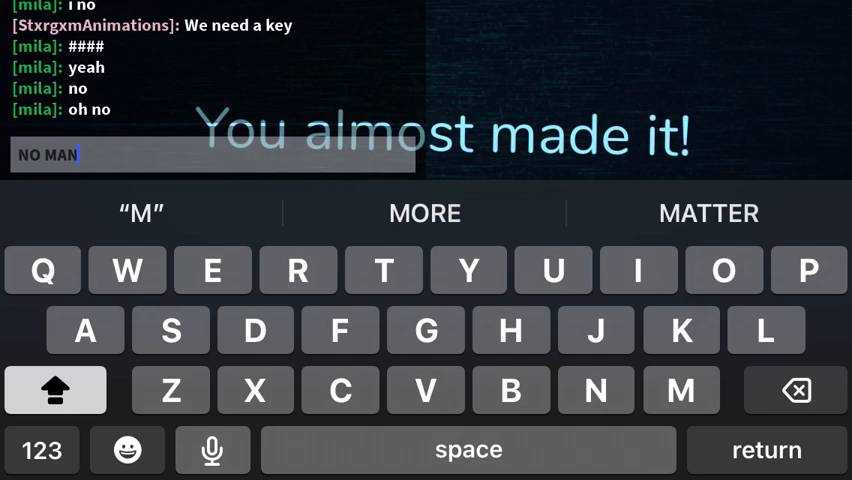 [mila]: i no
[StxrgxmAnimations]: We need a key
[mila]: ####
[mila]: yeah
[mila]: no
[mila]: oh no
You almost made it!
NO MAN
“M” MORE MATTER
Q W E R T Y U I O P
A S D F G H J K L
Z X C V B N M
123 space return